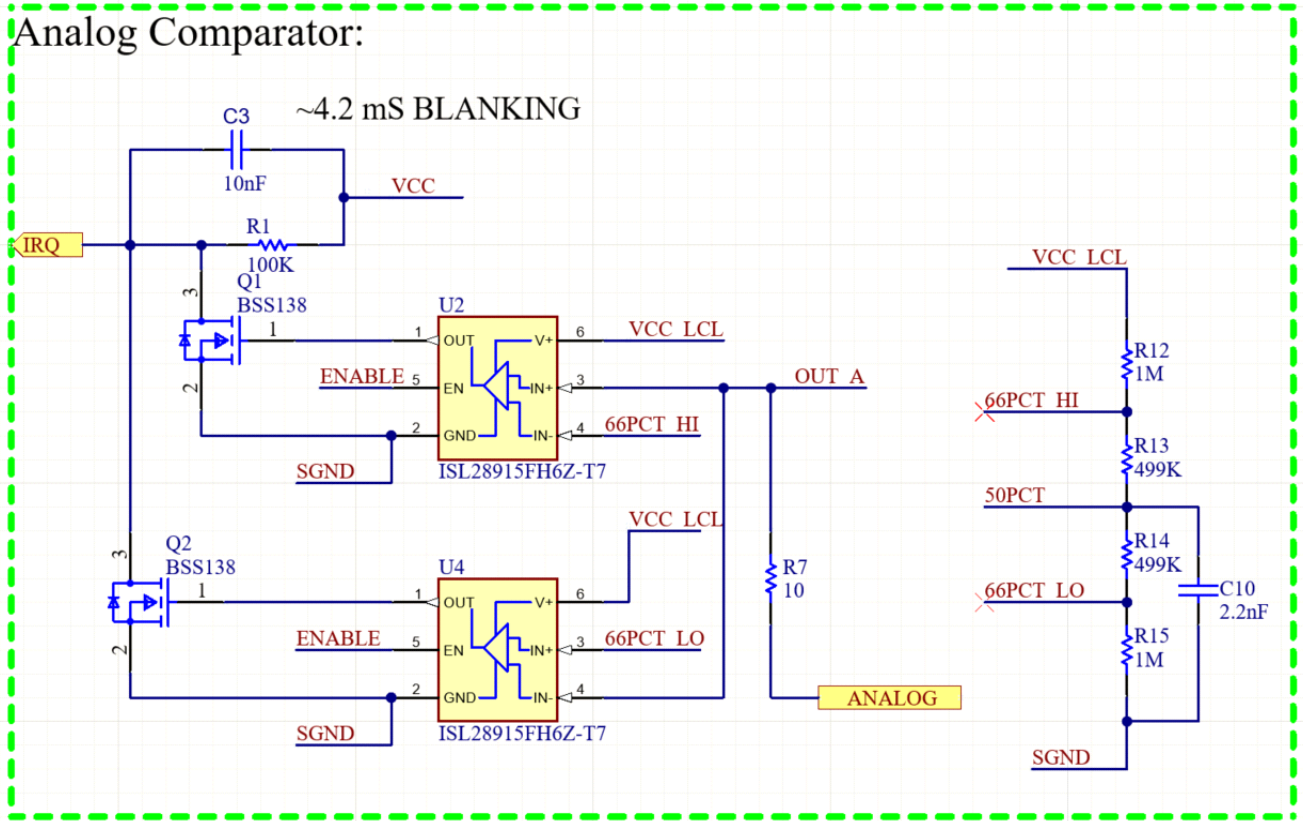 Analog Comparator:
~4.2 mS BLANKING
C3
10nF
VCC
IRQ
R1
100K
Q1
BSS138
3
1
2
U2
1 OUT V+ 6 VCC_LCL
ENABLE 5 EN IN+ 3 OUT_A
2 GND IN- 4 66PCT_HI
SGND
ISL28915FH6Z-T7
VCC_LCL
Q2
BSS138
3
1
2
U4
1 OUT V+ 6
ENABLE 5 EN IN+ 3 66PCT_LO
2 GND IN- 4
SGND
ISL28915FH6Z-T7
R7
10
ANALOG
VCC_LCL
R12
1M
66PCT_HI
R13
499K
50PCT
R14
499K
66PCT_LO
C10
2.2nF
R15
1M
SGND